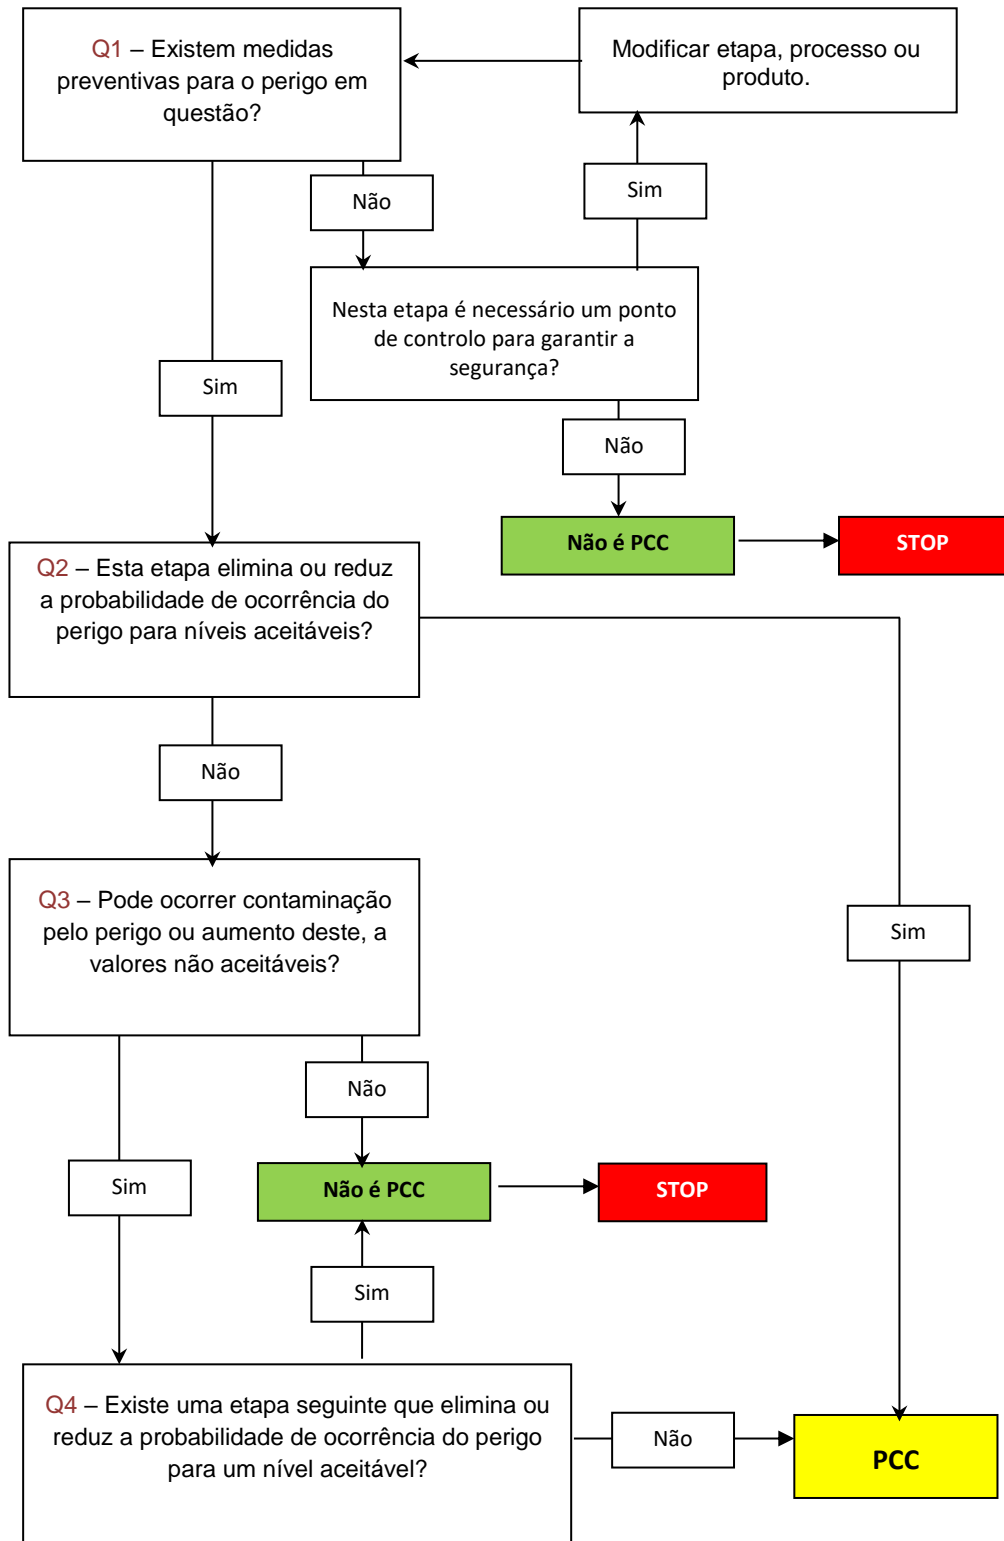 Q1 – Existem medidas
preventivas para o perigo em
questão?
Modificar etapa, processo ou
produto.
Não
Sim
Nesta etapa é necessário um ponto
de controlo para garantir a
segurança?
Sim
Não
Não é PCC
STOP
Q2 – Esta etapa elimina ou reduz
a probabilidade de ocorrência do
perigo para níveis aceitáveis?
Não
Q3 – Pode ocorrer contaminação
pelo perigo ou aumento deste, a
valores não aceitáveis?
Sim
Não
Sim
Não é PCC
STOP
Sim
Q4 – Existe uma etapa seguinte que elimina ou
reduz a probabilidade de ocorrência do perigo
para um nível aceitável?
Não
PCC